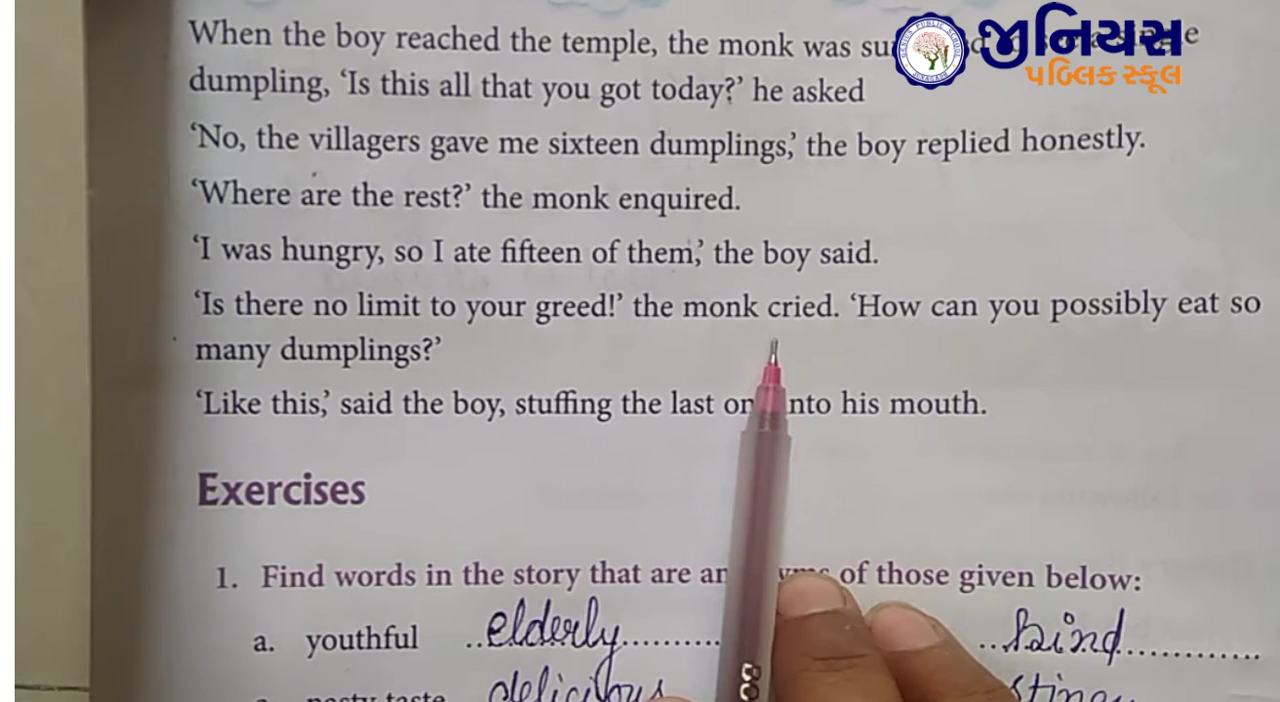 When the boy reached the temple, the monk was
જીનિયસ
dumpling, ‘Is this all that you got today?’ he asked
પબ્લિક સ્કૂલ
‘No, the villagers gave me sixteen dumplings,’ the boy replied honestly.
‘Where are the rest?’ the monk enquired.
‘I was hungry, so I ate fifteen of them,’ the boy said.
‘Is there no limit to your greed!’ the monk cried. ‘How can you possibly eat so
many dumplings?’
‘Like this,’ said the boy, stuffing the last into his mouth.
Exercises
1. Find words in the story that are of those given below:
a. youthful ..elderly.......... ..kind............
nasty taste delicitous